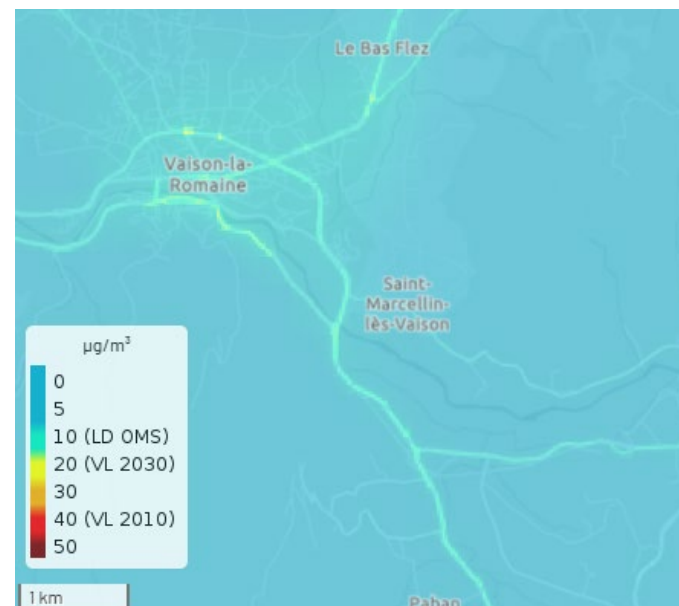 Le Bas Flez
Vaison-la-
Romaine
Saint-
Marcellin-
lès-Vaison
µg/m³
0
5
10 (LD OMS)
20 (VL 2030)
30
40 (VL 2010)
50
1 km
Paban